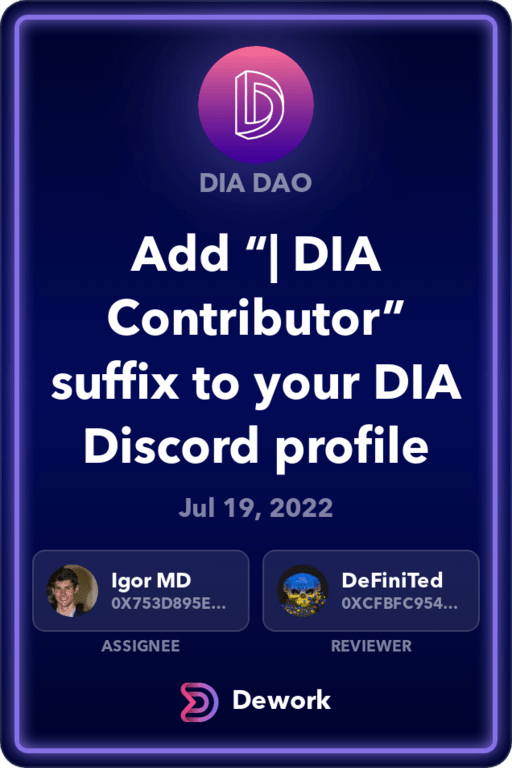 DIA DAO
Add “| DIA
Contributor”
suffix to your DIA
Discord profile
Jul 19, 2022
Igor MD
0X753D895E...
ASSIGNEE
DeFiniTed
0XCFBFC954...
REVIEWER
Dework